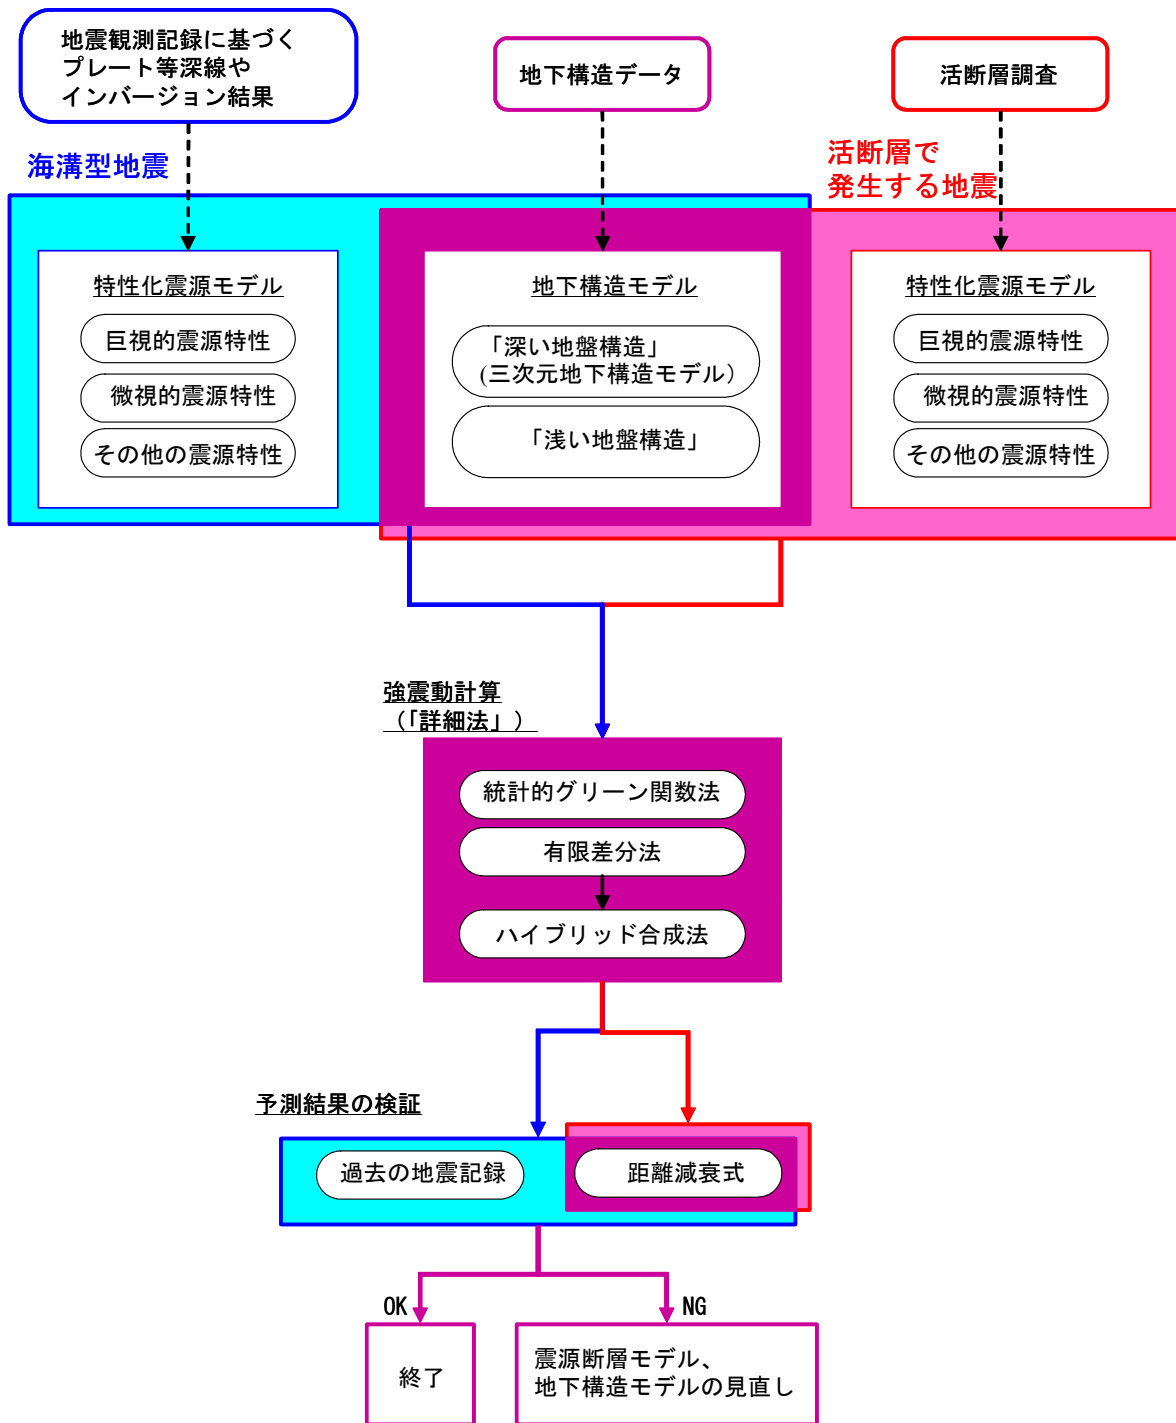 地震観測記録に基づく
プレート等深線や
インバージョン結果
地下構造データ
活断層調査
海溝型地震
活断層で
発生する地震
特性化震源モデル
巨視的震源特性
微視的震源特性
その他の震源特性
地下構造モデル
「深い地盤構造」
(三次元地下構造モデル）
「浅い地盤構造」
特性化震源モデル
巨視的震源特性
微視的震源特性
その他の震源特性
強震動計算
（「詳細法」）
統計的グリーン関数法
有限差分法
ハイブリッド合成法
予測結果の検証
過去の地震記録
距離減衰式
OK
NG
終了
震源断層モデル、
地下構造モデルの見直し